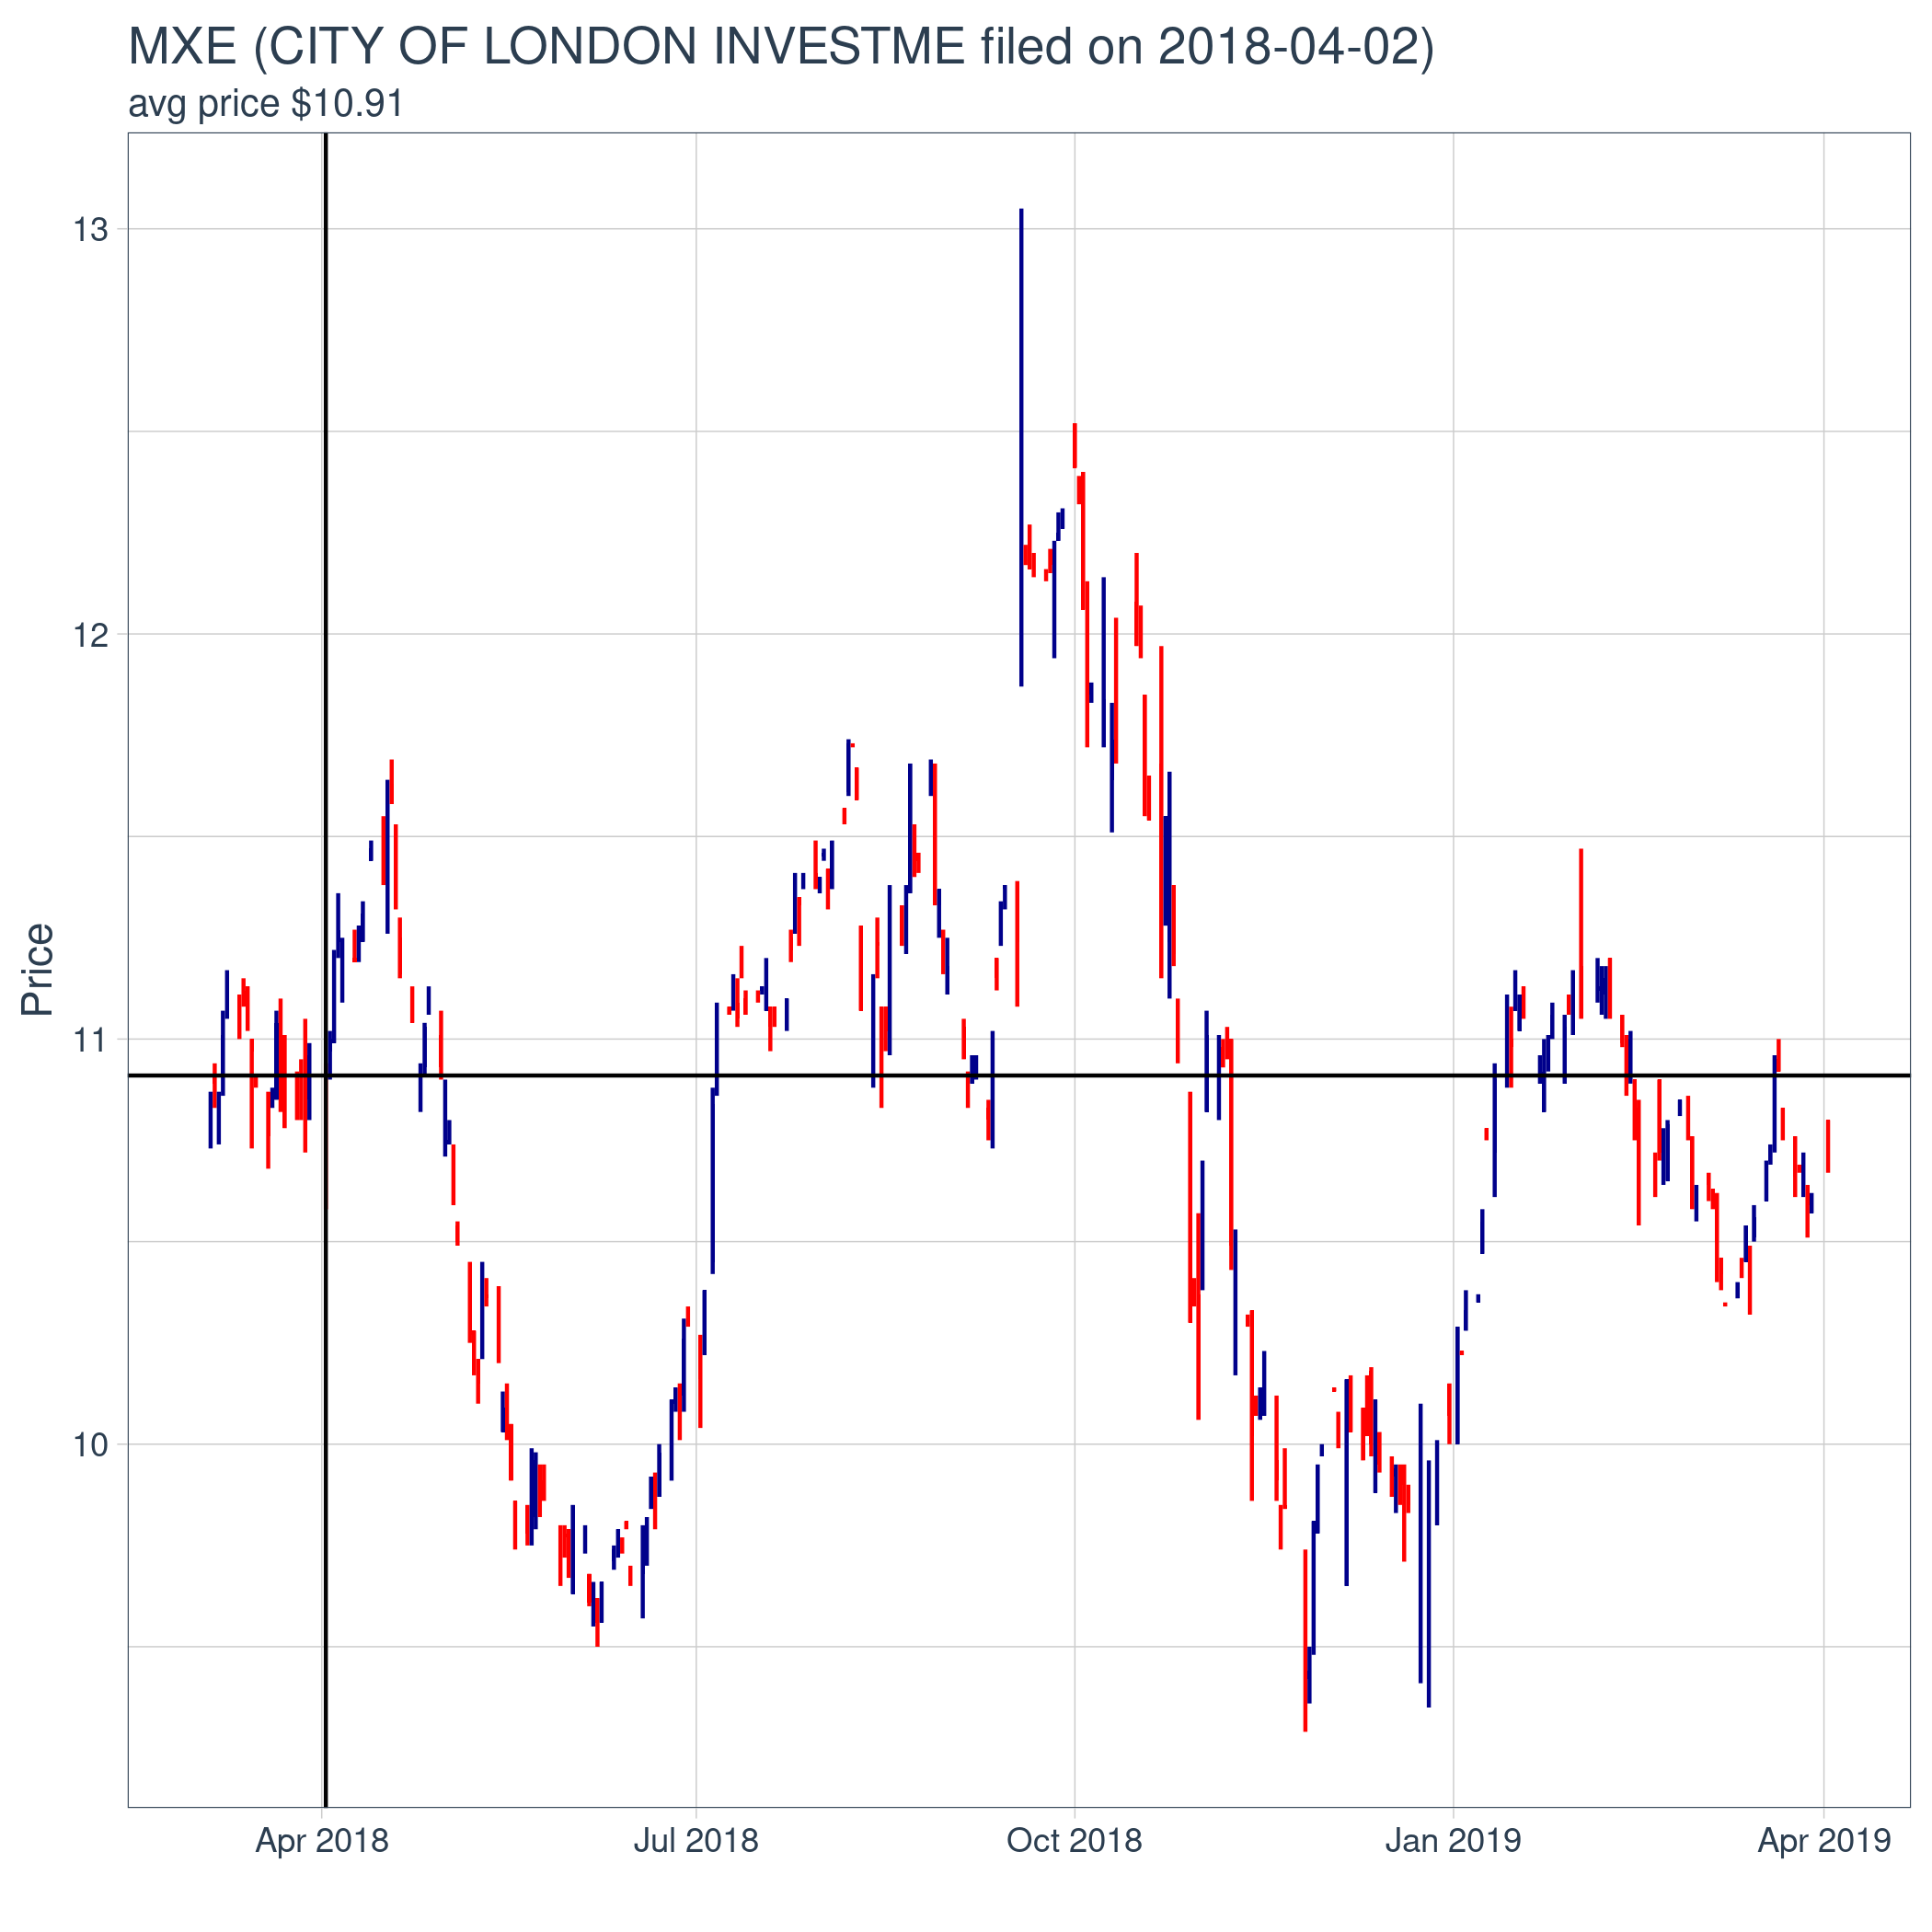 MXE (CITY OF LONDON INVESTME filed on 2018-04-02)
avg price $10.91
13
12
11
10
Price
Apr 2018
Jul 2018
Oct 2018
Jan 2019
Apr 2019